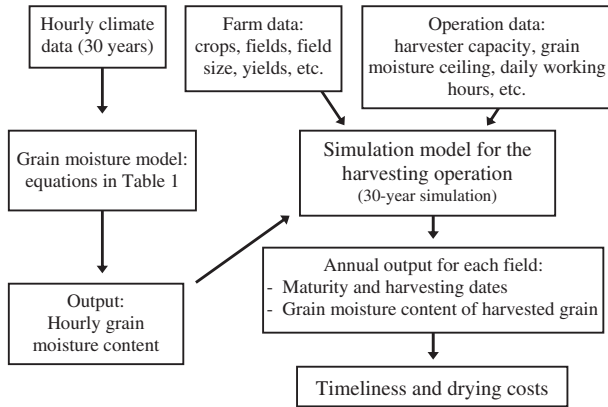 Hourly climate
data (30 years)
Farm data:
crops, fields, field
size, yields, etc.
Operation data:
harvester capacity, grain
moisture ceiling, daily working
hours, etc.
Grain moisture model:
equations in Table 1
Simulation model for the
harvesting operation
(30-year simulation)
Output:
Hourly grain
moisture content
Annual output for each field:
- Maturity and harvesting dates
- Grain moisture content of harvested grain
Timeliness and drying costs